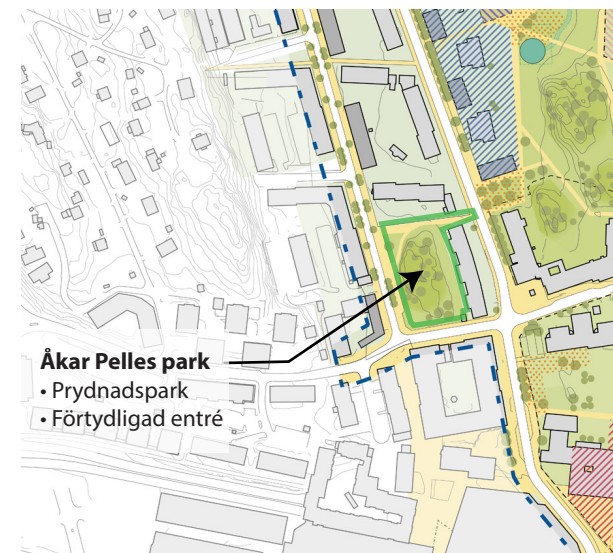 Åkar Pelles park
• Prydnadspark
• Förtydligad entré